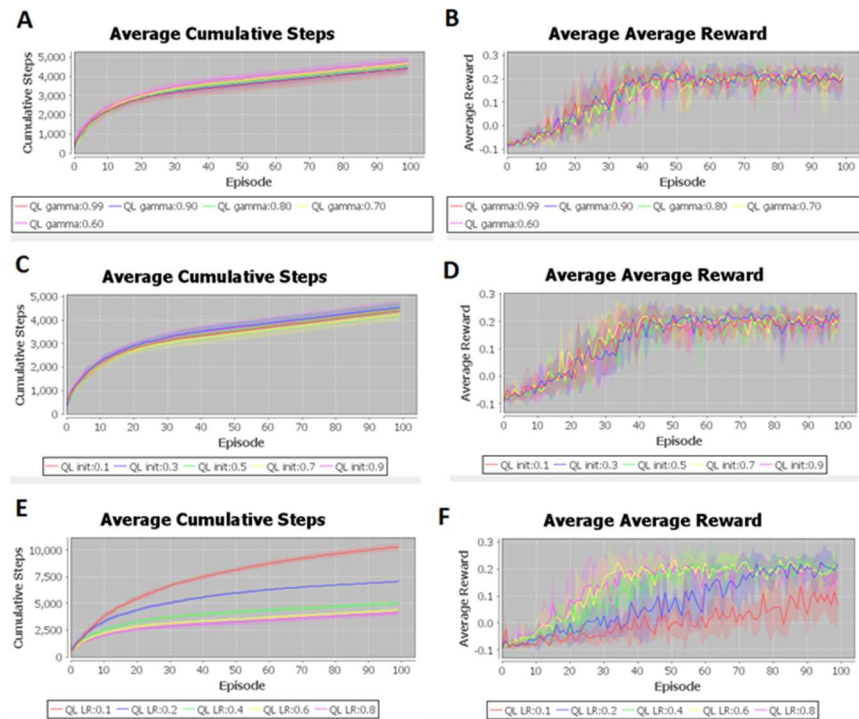 A
B
Average Cumulative Steps
Average Average Reward
Cumulative Steps
5,000
4,000
3,000
2,000
1,000
0
0 10 20 30 40 50 60 70 80 90 100
Episode
Average Reward
0.3
0.2
0.1
0.0
-0.1
0 10 20 30 40 50 60 70 80 90 100
Episode
QL gamma:0.99 QL gamma:0.90 QL gamma:0.80 QL gamma:0.70
QL gamma:0.60
QL gamma:0.99 QL gamma:0.90 QL gamma:0.80 QL gamma:0.70
QL gamma:0.60
C
D
Average Cumulative Steps
Average Average Reward
Cumulative Steps
5,000
4,000
3,000
2,000
1,000
0
0 10 20 30 40 50 60 70 80 90 100
Episode
Average Reward
0.3
0.2
0.1
0.0
-0.1
0 10 20 30 40 50 60 70 80 90 100
Episode
QL init:0.1 QL init:0.3 QL init:0.5 QL init:0.7 QL init:0.9
QL init:0.1 QL init:0.3 QL init:0.5 QL init:0.7 QL init:0.9
E
F
Average Cumulative Steps
Average Average Reward
Cumulative Steps
10,000
7,500
5,000
2,500
0
0 10 20 30 40 50 60 70 80 90 100
Episode
Average Reward
0.3
0.2
0.1
0.0
-0.1
0 10 20 30 40 50 60 70 80 90 100
Episode
QL LR:0.1 QL LR:0.2 QL LR:0.4 QL LR:0.6 QL LR:0.8
QL LR:0.1 QL LR:0.2 QL LR:0.4 QL LR:0.6 QL LR:0.8